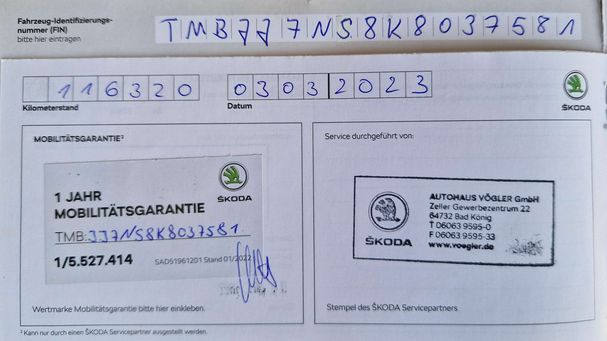 Fahrzeug-Identifizierungs-
nummer (FIN)
bitte hier eintragen
TMBJJ7NS8K8037581
116320
Kilometerstand
03032023
Datum
ŠKODA
MOBILITÄTSGARANTIE²
ŠKODA
1 JAHR
MOBILITÄTSGARANTIE
TMB:JJ7NS8K8037581
1/5.527.414
SAD51961201 Stand 01/2022
Wertmarke Mobilitätsgarantie bitte hier einkleben.
Service durchgeführt von:
ŠKODA
AUTOHAUS VÖGLER GmbH
Zeller Gewerbezentrum 22
64732 Bad König
T 06063 9595-0
F 06063 9595-33
www.voegler.de
Stempel des ŠKODA Servicepartners.
² Kann nur durch einen ŠKODA Servicepartner ausgestellt werden.